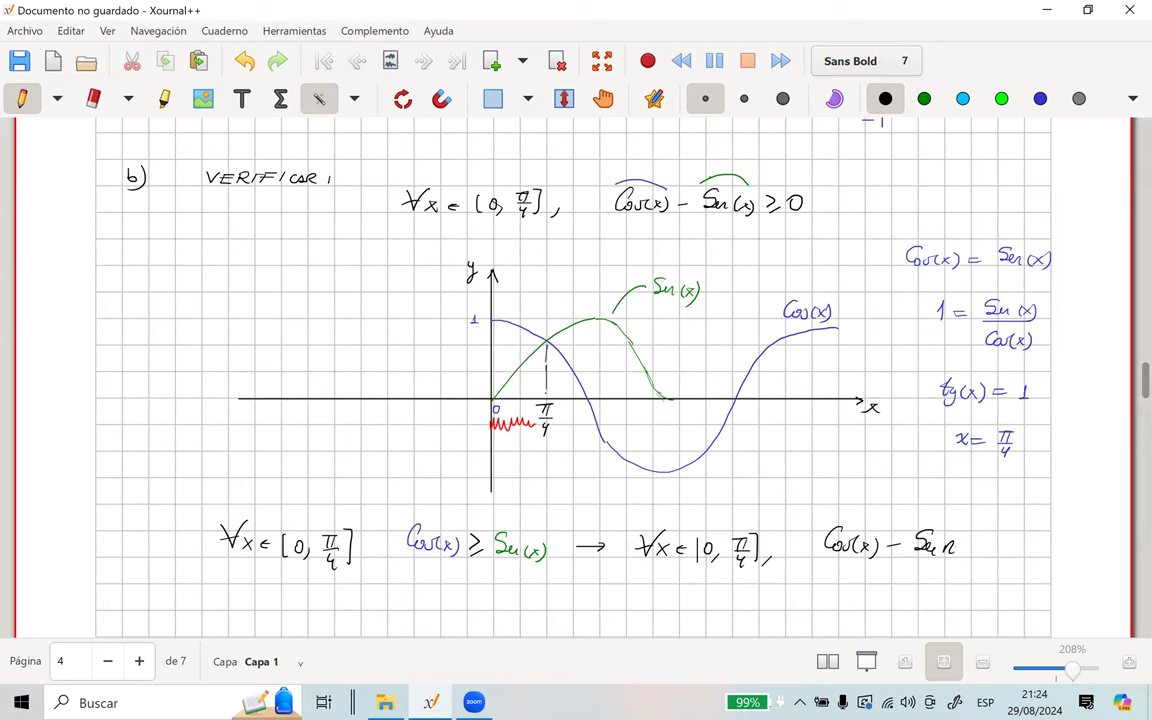 Documento no guardado - Xournal++
Archivo Editar Ver Navegación Cuaderno Herramientas Complemento Ayuda
Sans Bold 7
-1
b) VERIFICAR :
∀x ∈ [0, π/4], Cos(x) - Sen(x) ≥ 0
y
Sen(x)
Cos(x)
1
0
π/4
x
Cos(x) = Sen(x)
1 = Sen(x)/Cos(x)
tg(x) = 1
x = π/4
∀x ∈ [0, π/4] Cos(x) ≥ Sen(x) → ∀x ∈ [0, π/4], Cos(x) - Sen
Página 4 de 7 Capa Capa 1
208%
Buscar
99%
ESP
21:24
29/08/2024
zoom